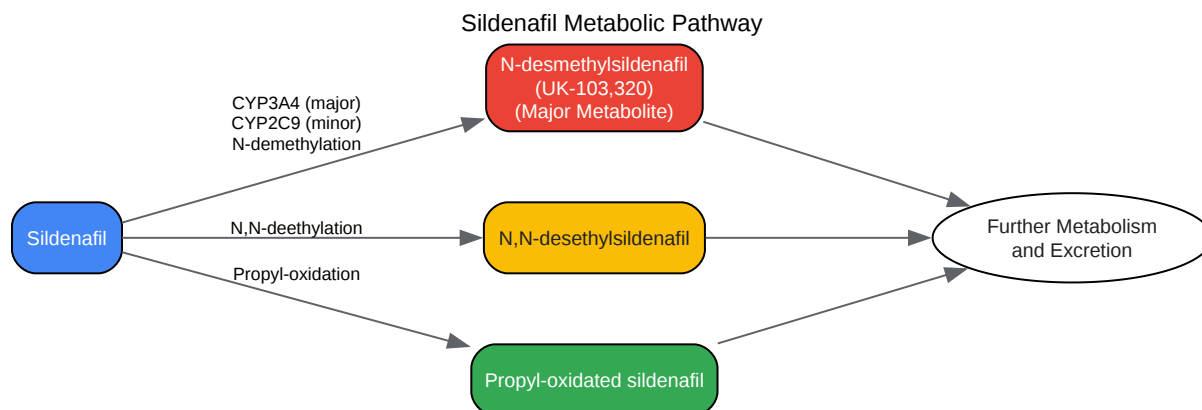 Sildenafil Metabolic Pathway
N-desmethylsildenafil
(UK-103,320)
(Major Metabolite)
CYP3A4 (major)
CYP2C9 (minor)
N-demethylation
Sildenafil
N,N-deethylation
N,N-desethylsildenafil
Further Metabolism
and Excretion
Propyl-oxidation
Propyl-oxidated sildenafil